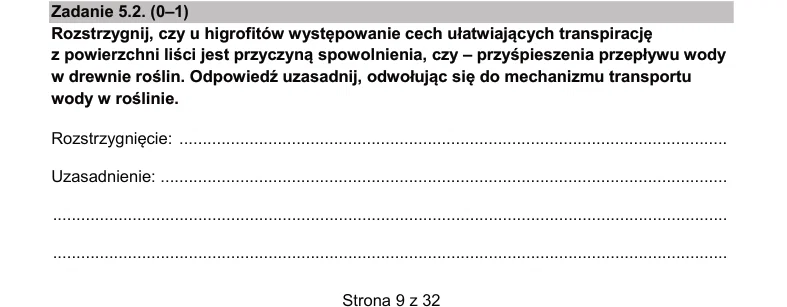 Zadanie 5.2. (0–1)
Rozstrzygnij, czy u higrofitów występowanie cech ułatwiających transpirację
z powierzchni liści jest przyczyną spowolnienia, czy – przyśpieszenia przepływu wody
w drewnie roślin. Odpowiedź uzasadnij, odwołując się do mechanizmu transportu
wody w roślinie.
Rozstrzygnięcie: ......................................................................................................................
Uzasadnienie: ..........................................................................................................................
..................................................................................................................................................
..................................................................................................................................................
Strona 9 z 32